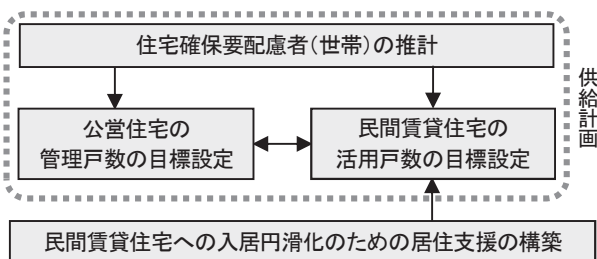 住宅確保要配慮者(世帯)の推計
公営住宅の
管理戸数の目標設定
民間賃貸住宅の
活用戸数の目標設定
供給計画
民間賃貸住宅への入居円滑化のための居住支援の構築